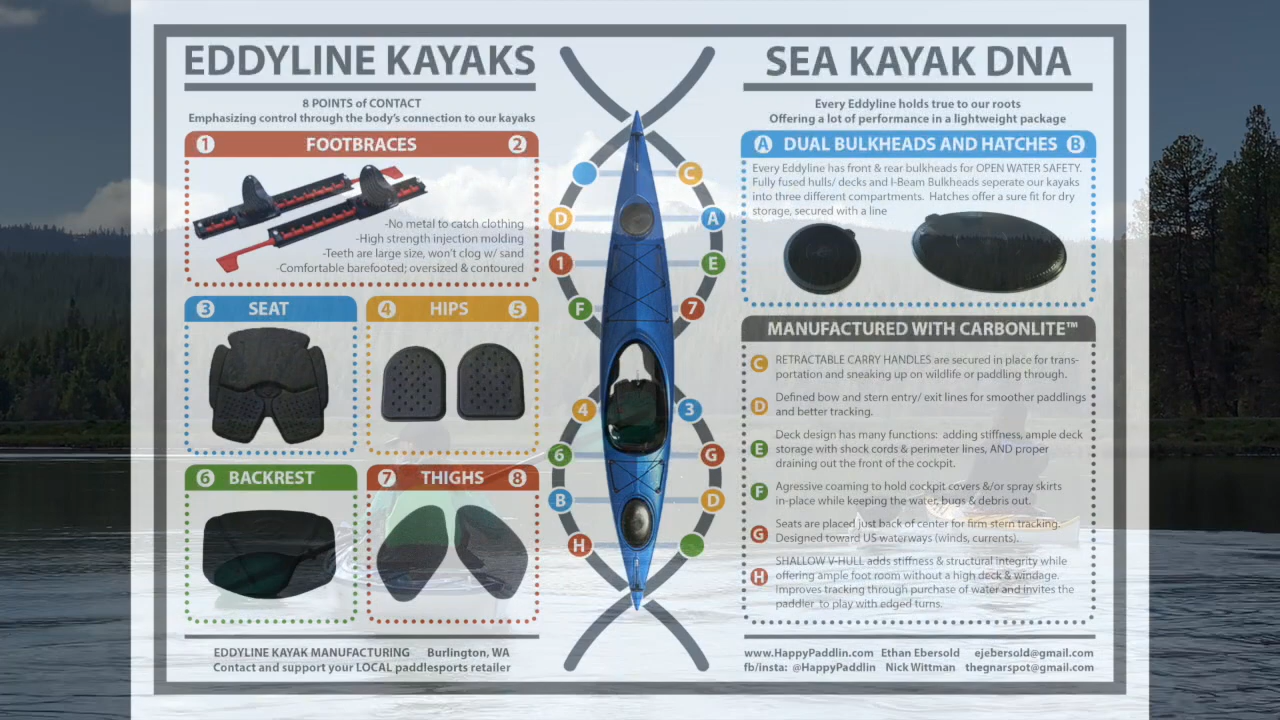 EDDYLINE KAYAKS
8 POINTS of CONTACT
Emphasizing control through the body's connection to our kayaks
1 FOOTBRACES 2
-No metal to catch clothing
-High strength injection molding
-Teeth are large size, won't clog w/ sand
-Comfortable barefooted; oversized & contoured
3 SEAT
4 HIPS 5
6 BACKREST
7 THIGHS 8
EDDYLINE KAYAK MANUFACTURING Burlington, WA
Contact and support your LOCAL paddlesports retailer
C
D A
1 E
F 7
4 3
6 G
B D
H
SEA KAYAK DNA
Every Eddyline holds true to our roots
Offering a lot of performance in a lightweight package
A DUAL BULKHEADS AND HATCHES B
Every Eddyline has front & rear bulkheads for OPEN WATER SAFETY.
Fully fused hulls/ decks and I-Beam Bulkheads seperate our kayaks
into three different compartments. Hatches offer a sure fit for dry
storage, secured with a line
MANUFACTURED WITH CARBONLITE™
C RETRACTABLE CARRY HANDLES are secured in place for trans-
portation and sneaking up on wildlife or paddling through.
D Defined bow and stern entry/ exit lines for smoother paddlings
and better tracking.
E Deck design has many functions: adding stiffness, ample deck
storage with shock cords & perimeter lines, AND proper
draining out the front of the cockpit.
F Agressive coaming to hold cockpit covers &/or spray skirts
in-place while keeping the water, bugs & debris out.
G Seats are placed just back of center for firm stern tracking.
Designed toward US waterways (winds, currents).
H SHALLOW V-HULL adds stiffness & structural integrity while
offering ample foot room without a high deck & windage.
Improves tracking through purchase of water and invites the
paddler to play with edged turns.
www.HappyPaddlin.com Ethan Ebersold ejebersold@gmail.com
fb/insta: @HappyPaddlin Nick Wittman thegnarspot@gmail.com